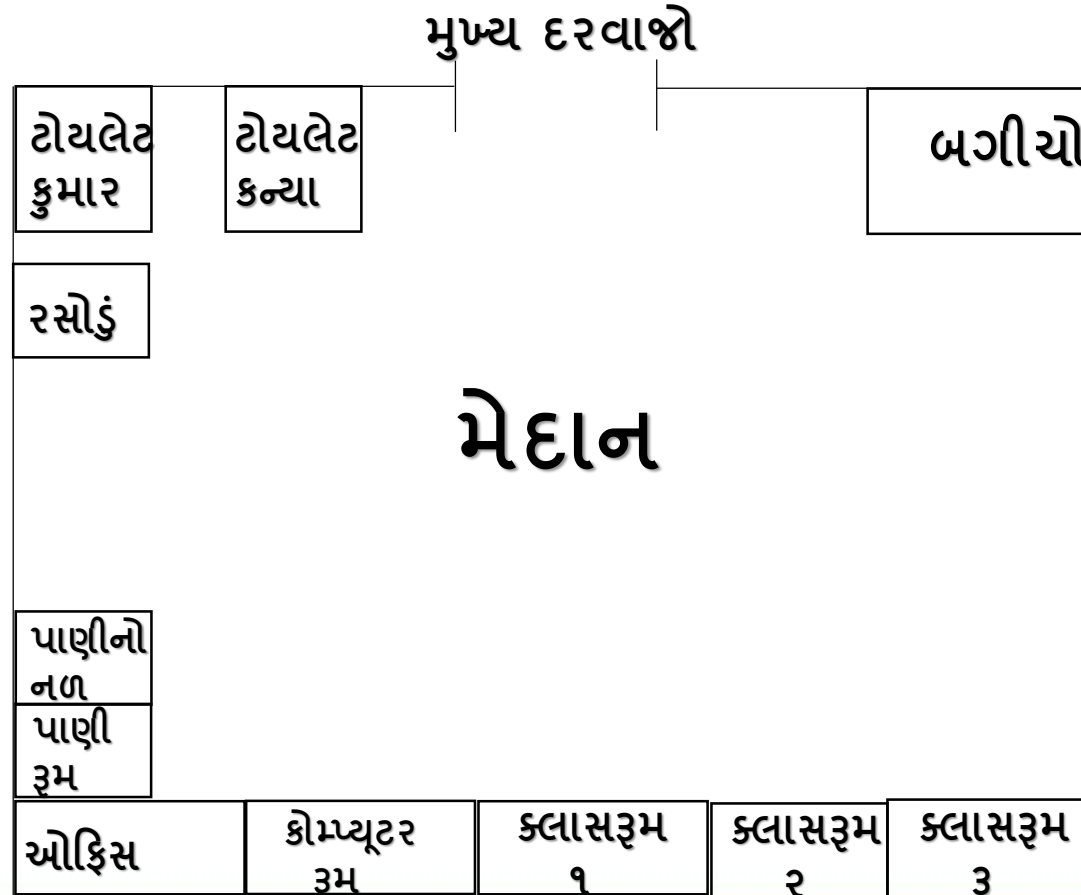 મુખ્ય દરવાજો
ટોયલેટ
કુમાર
ટોયલેટ
કન્યા
બગીચો
રસોડું
મેદાન
પાણીનો
નળ
પાણી
રૂમ
ઓફિસ
કોમ્પ્યૂટર
રૂમ
ક્લાસરૂમ
૧
ક્લાસરૂમ
૨
ક્લાસરૂમ
૩